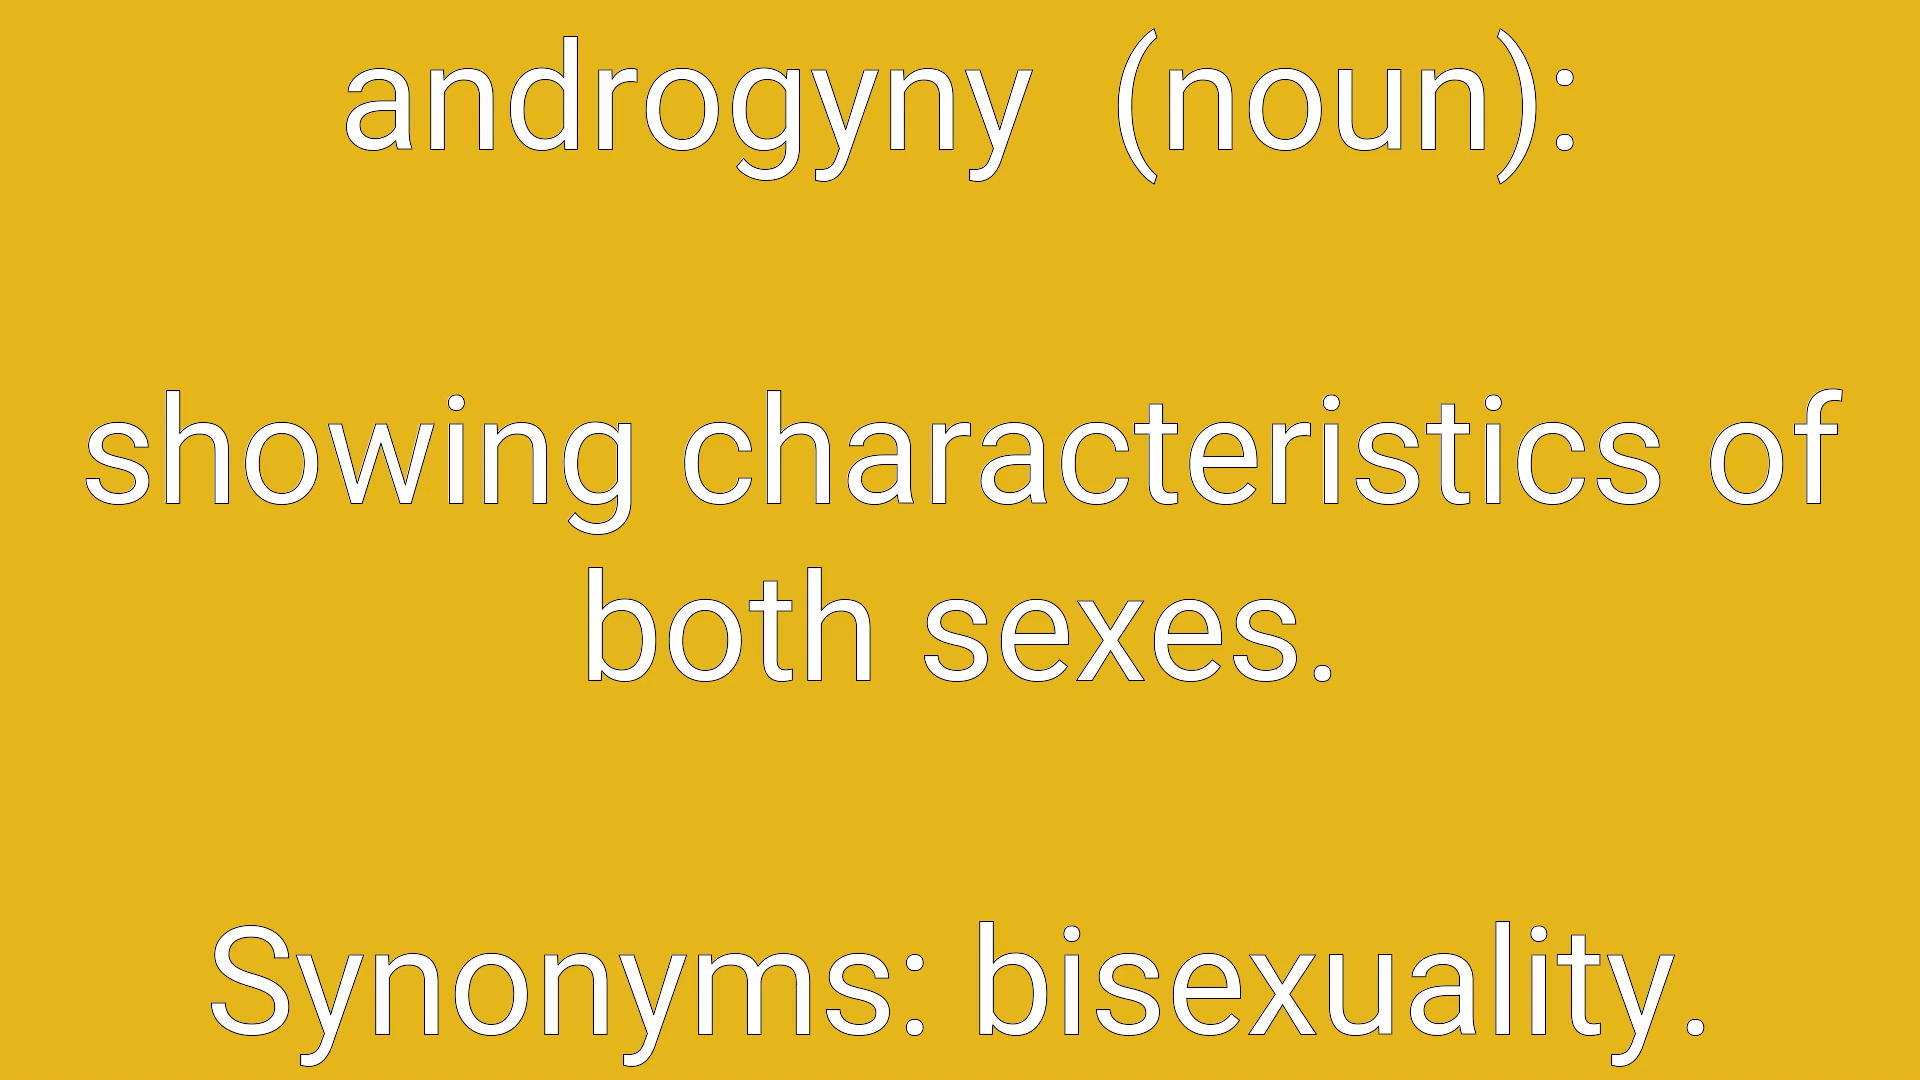 androgyny  (noun):
showing characteristics of
both sexes.
Synonyms: bisexuality.